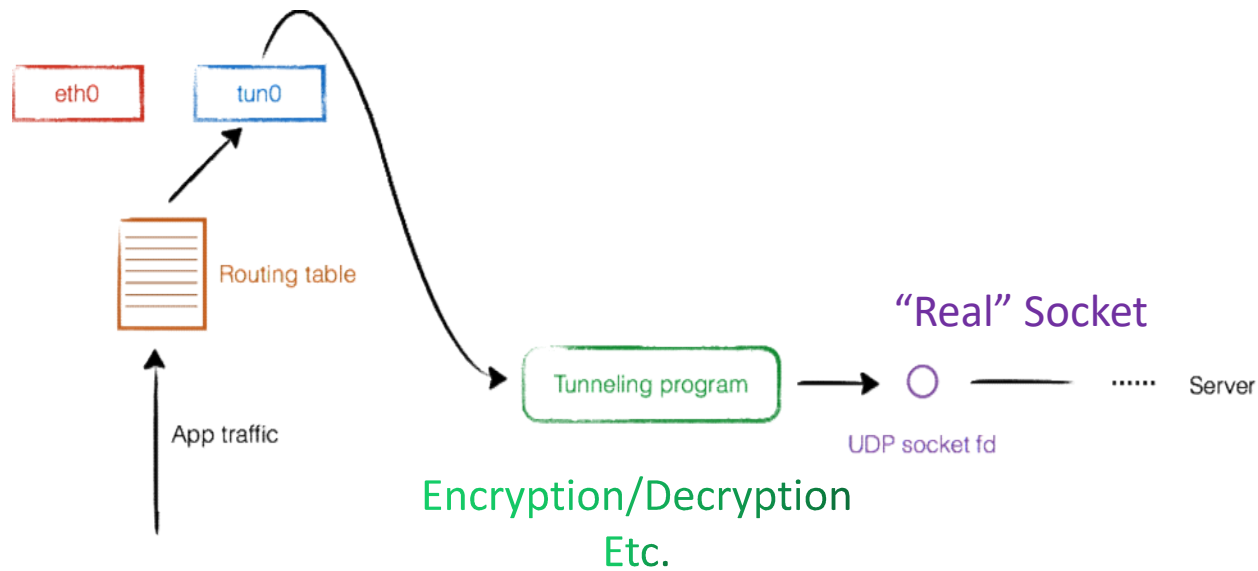 eth0
tun0
Routing table
“Real” Socket
Tunneling program
Server
App traffic
UDP socket fd
Encryption/Decryption
Etc.